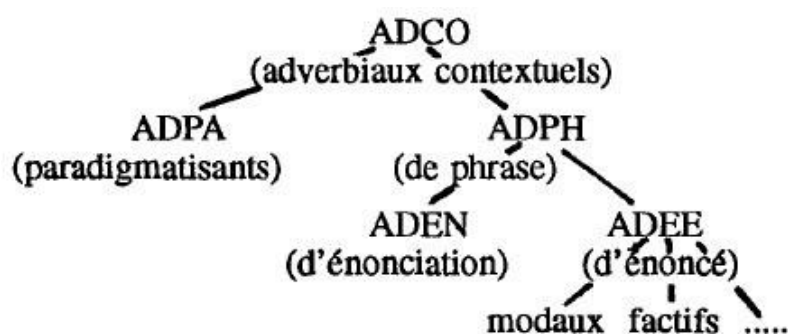 ADCO
(adverbiaux contextuels)
ADPA ADPH
(paradigmatisants) (de phrase)
ADEN ADEE
(d'énonciation) (d'énoncé)
modaux factifs .....